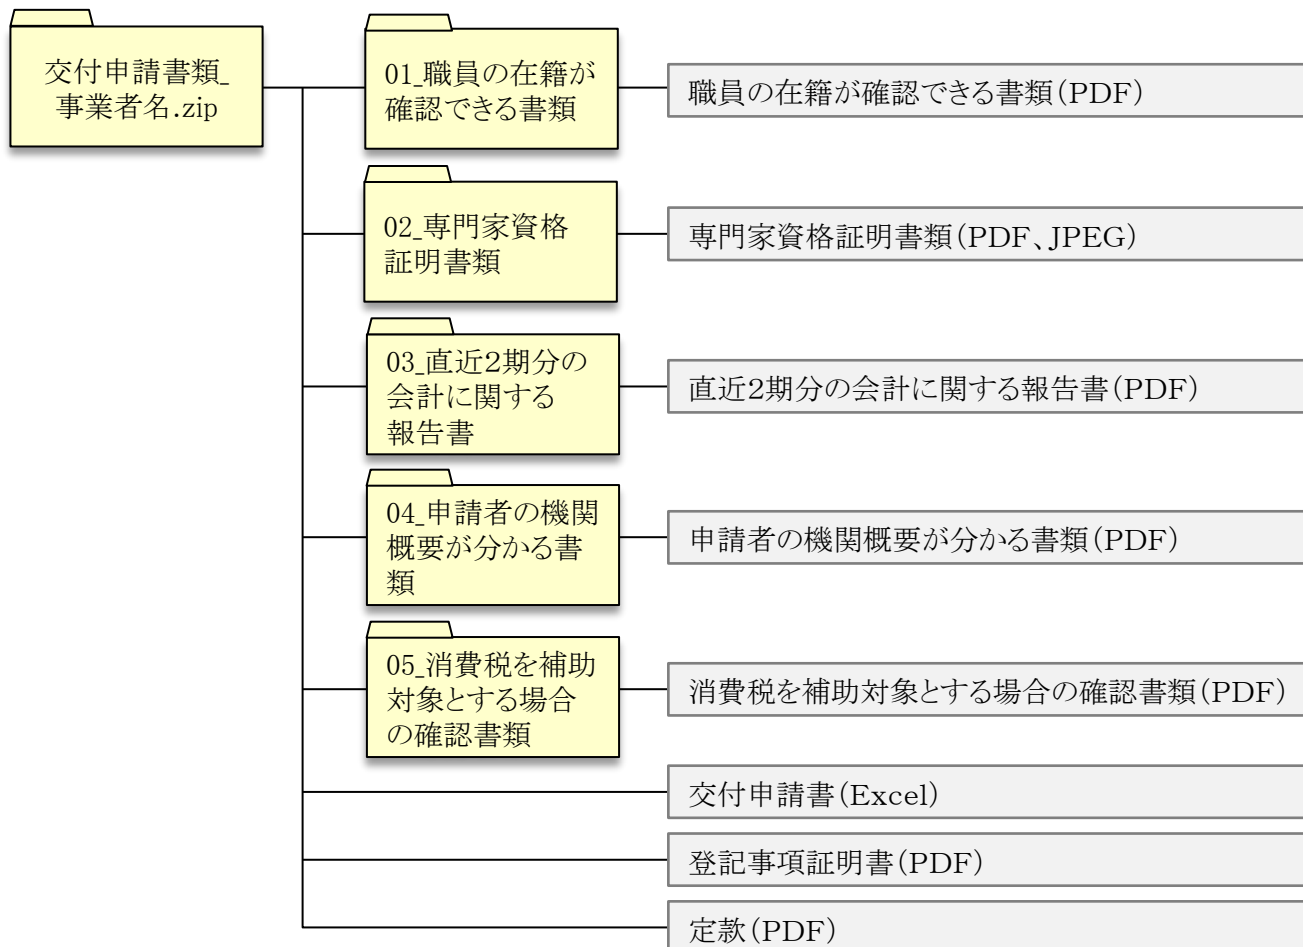 交付申請書類_
事業者名.zip
01_職員の在籍が
確認できる書類
職員の在籍が確認できる書類(PDF)
02_専門家資格
証明書類
専門家資格証明書類(PDF、JPEG)
03_直近2期分の
会計に関する
報告書
直近2期分の会計に関する報告書(PDF)
04_申請者の機関
概要が分かる書
類
申請者の機関概要が分かる書類(PDF)
05_消費税を補助
対象とする場合
の確認書類
消費税を補助対象とする場合の確認書類(PDF)
交付申請書(Excel)
登記事項証明書(PDF)
定款(PDF)